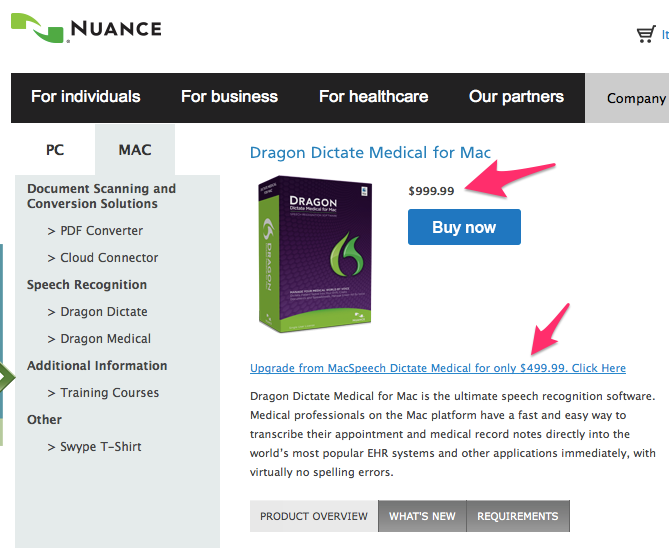 NUANCE
It
For individuals
For business
For healthcare
Our partners
Company
PC
MAC
Document Scanning and
Conversion Solutions
> PDF Converter
> Cloud Connector
Speech Recognition
> Dragon Dictate
> Dragon Medical
Additional Information
> Training Courses
Other
> Swype T-Shirt
Dragon Dictate Medical for Mac
DRAGON
Dictate Medical for Mac
DRAGON
$999.99
Buy now
Upgrade from MacSpeech Dictate Medical for only $499.99. Click Here
Dragon Dictate Medical for Mac is the ultimate speech recognition software.
Medical professionals on the Mac platform have a fast and easy way to
transcribe their appointment and medical record notes directly into the
world's most popular EHR systems and other applications immediately, with
virtually no spelling errors.
PRODUCT OVERVIEW
WHAT'S NEW
REQUIREMENTS